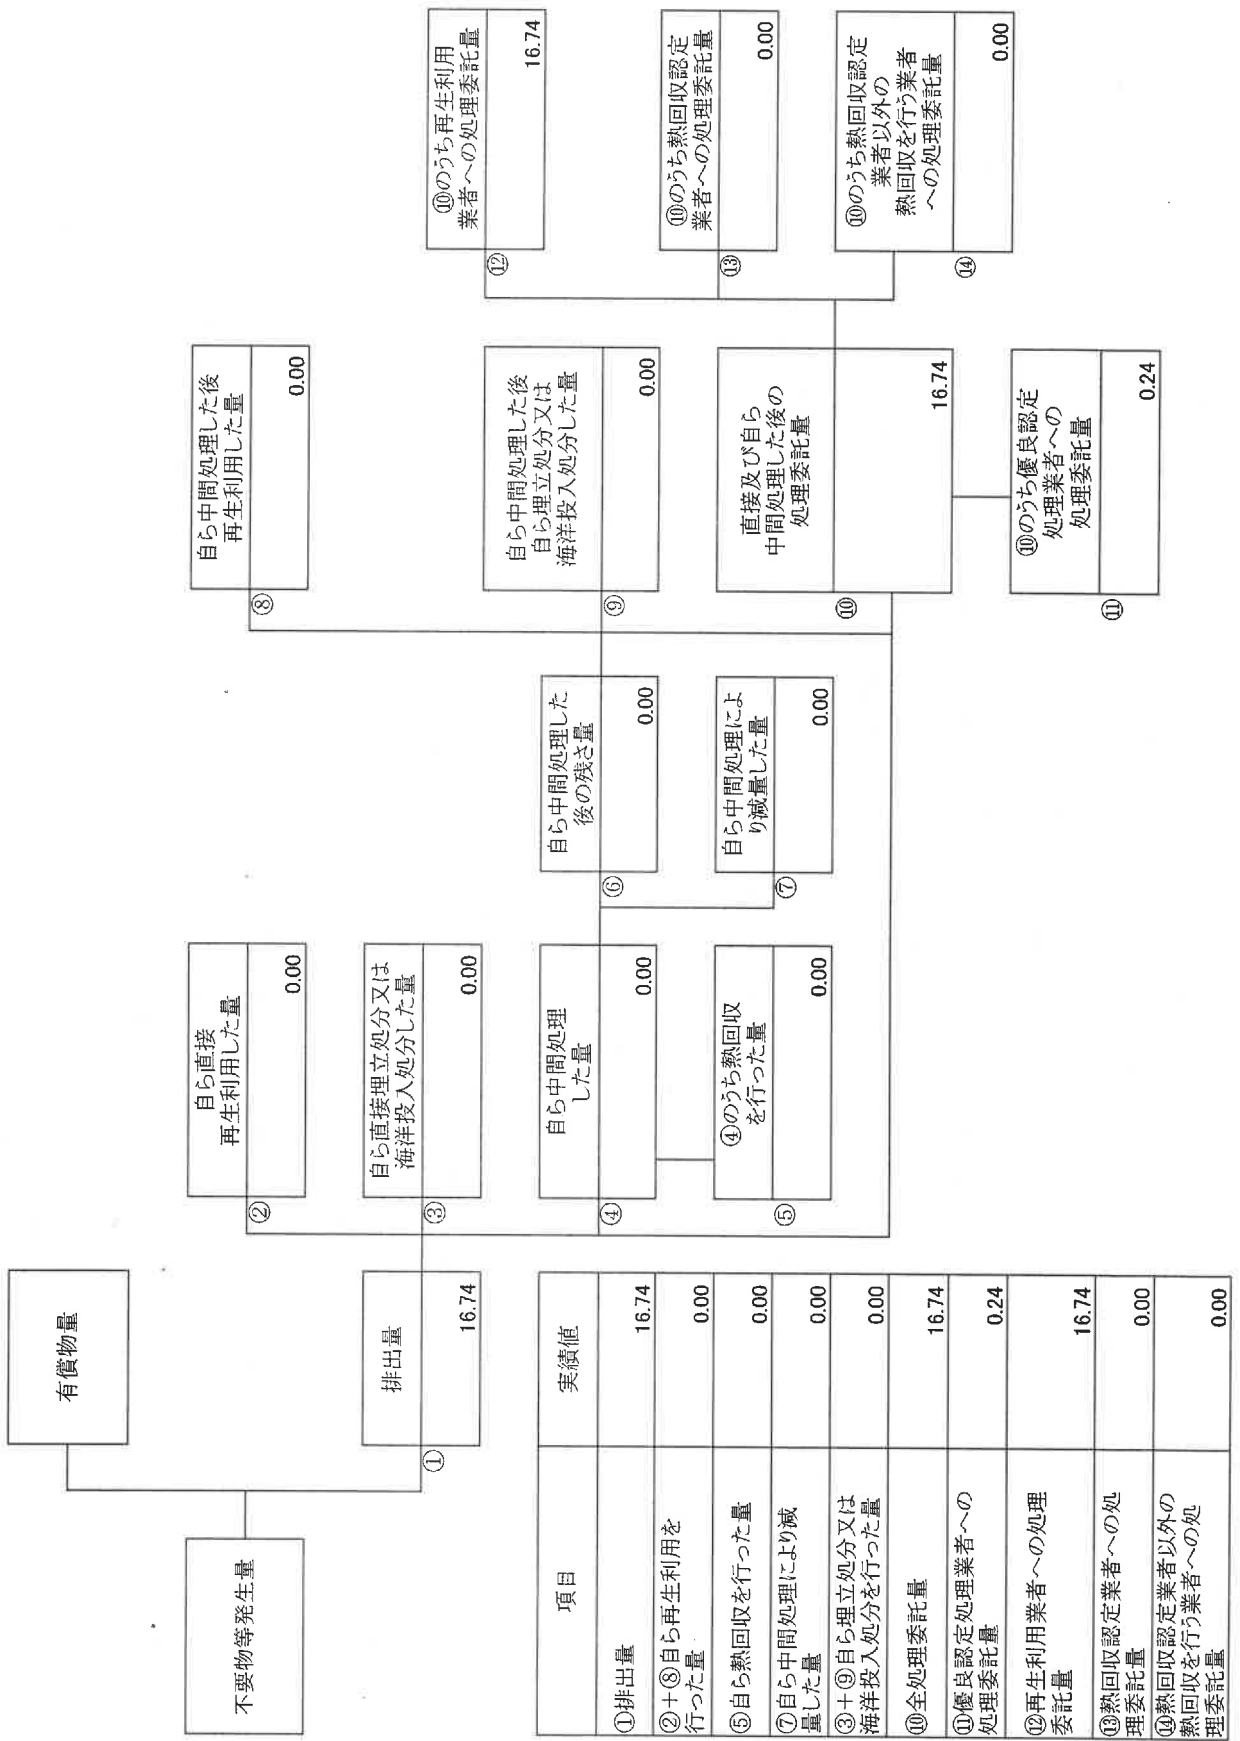 不要物等発生量
有償物量
①
排出量
16.74
②
自ら直接
再生利用した量
0.00
③
自ら直接埋立処分又は
海洋投入処分した量
0.00
④
自ら中間処理
した量
0.00
⑤
④のうち熱回収
を行った量
0.00
⑥
自ら中間処理した
後の残さ量
0.00
⑦
自ら中間処理によ
り減量した量
0.00
⑧
自ら中間処理した後
再生利用した量
0.00
⑨
自ら中間処理した後
自ら埋立処分又は
海洋投入処分した量
0.00
⑩
直接及び自ら
中間処理した後の
処理委託量
16.74
⑪
⑩のうち優良認定
処理業者への
処理委託量
0.24
⑫
⑩のうち再生利用
業者への処理委託量
16.74
⑬
⑩のうち熱回収認定
業者への処理委託量
0.00
⑭
⑩のうち熱回収認定
業者以外の
熱回収を行う業者
への処理委託量
0.00
項目 実績値
①排出量 16.74
②+⑧自ら再生利用を
行った量 0.00
⑤自ら熱回収を行った量 0.00
⑦自ら中間処理により減
量した量 0.00
③+⑨自ら埋立処分又は
海洋投入処分を行った量 0.00
⑩全処理委託量 16.74
⑪優良認定処理業者への
処理委託量 0.24
⑫再生利用業者への処理
委託量 16.74
⑬熱回収認定業者への処
理委託量 0.00
⑭熱回収認定業者以外の
熱回収を行う業者への処
理委託量 0.00